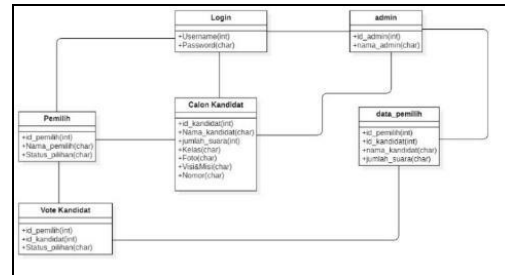 Login
+Username(int)
+Password(char)
admin
+id_admin(int)
+nama_admin(char)
Pemilih
+id_pemilih(int)
+Nama_pemilih(char)
+Status_pilihan(char)
Calon Kandidat
+id_kandidat(int)
+Nama_kandidat(char)
+jumlah_suara(int)
+Kelas(char)
+Foto(char)
+Visi&Misi(char)
+Nomor(char)
data_pemilih
+id_pemilih(int)
+id_kandidat(int)
+nama_kandidat(char)
+jumlah_suara(char)
Vote Kandidat
+id_pemilih(int)
+id_kandidat(int)
+Status_pilihan(char)